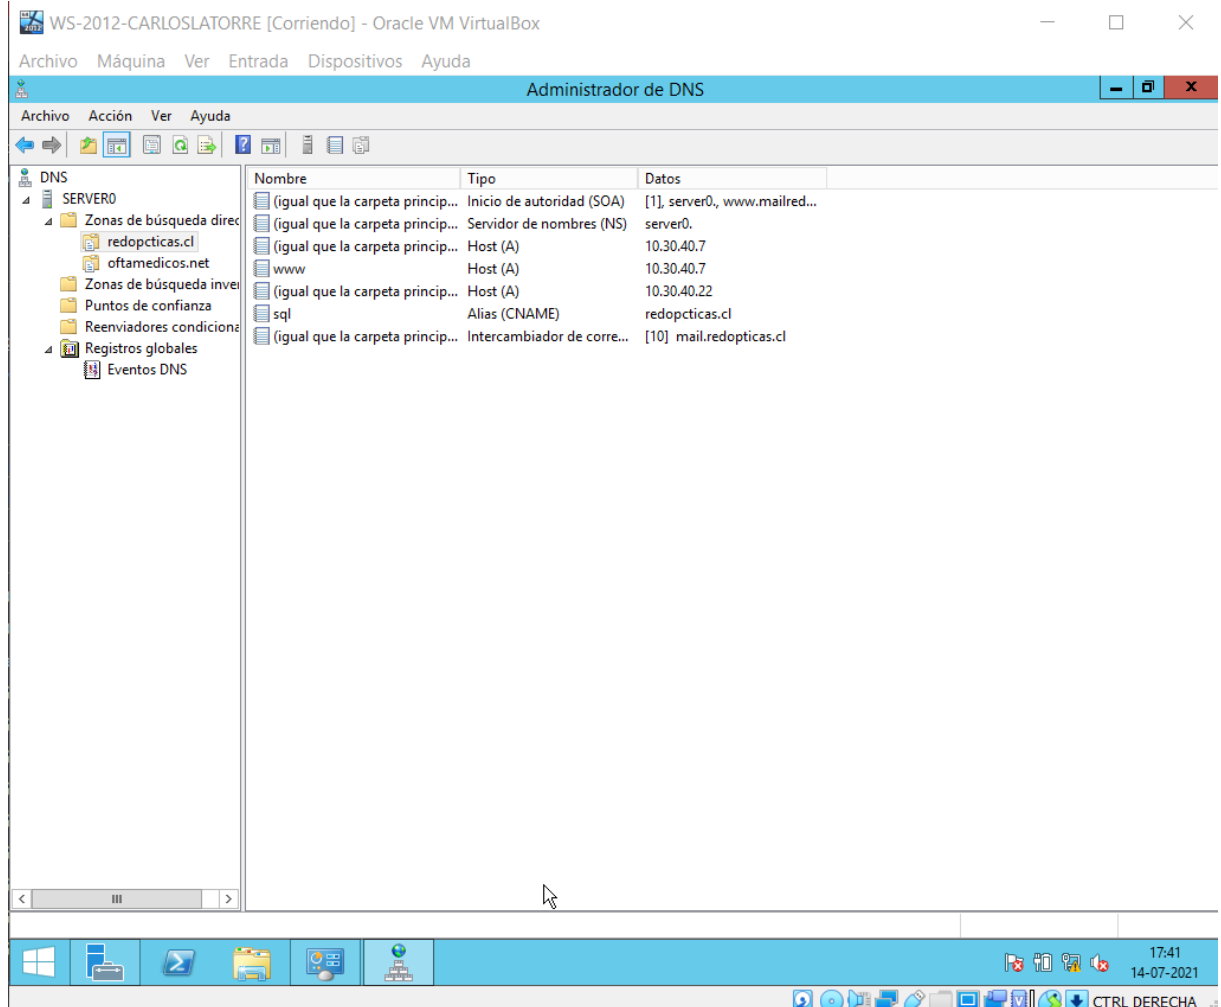 WS-2012-CARLOSLATORRE [Corriendo] - Oracle VM VirtualBox
Archivo Máquina Ver Entrada Dispositivos Ayuda
Administrador de DNS
Archivo Acción Ver Ayuda
DNS
SERVER0
Zonas de búsqueda direc
redopcticas.cl
oftamedicos.net
Zonas de búsqueda inver
Puntos de confianza
Reenviadores condiciona
Registros globales
Eventos DNS
Nombre Tipo Datos
(igual que la carpeta princip... Inicio de autoridad (SOA) [1], server0., www.mailred...
(igual que la carpeta princip... Servidor de nombres (NS) server0.
(igual que la carpeta princip... Host (A) 10.30.40.7
www Host (A) 10.30.40.7
(igual que la carpeta princip... Host (A) 10.30.40.22
sql Alias (CNAME) redopcticas.cl
(igual que la carpeta princip... Intercambiador de corre... [10] mail.redopticas.cl
17:41
14-07-2021
CTRL DERECHA